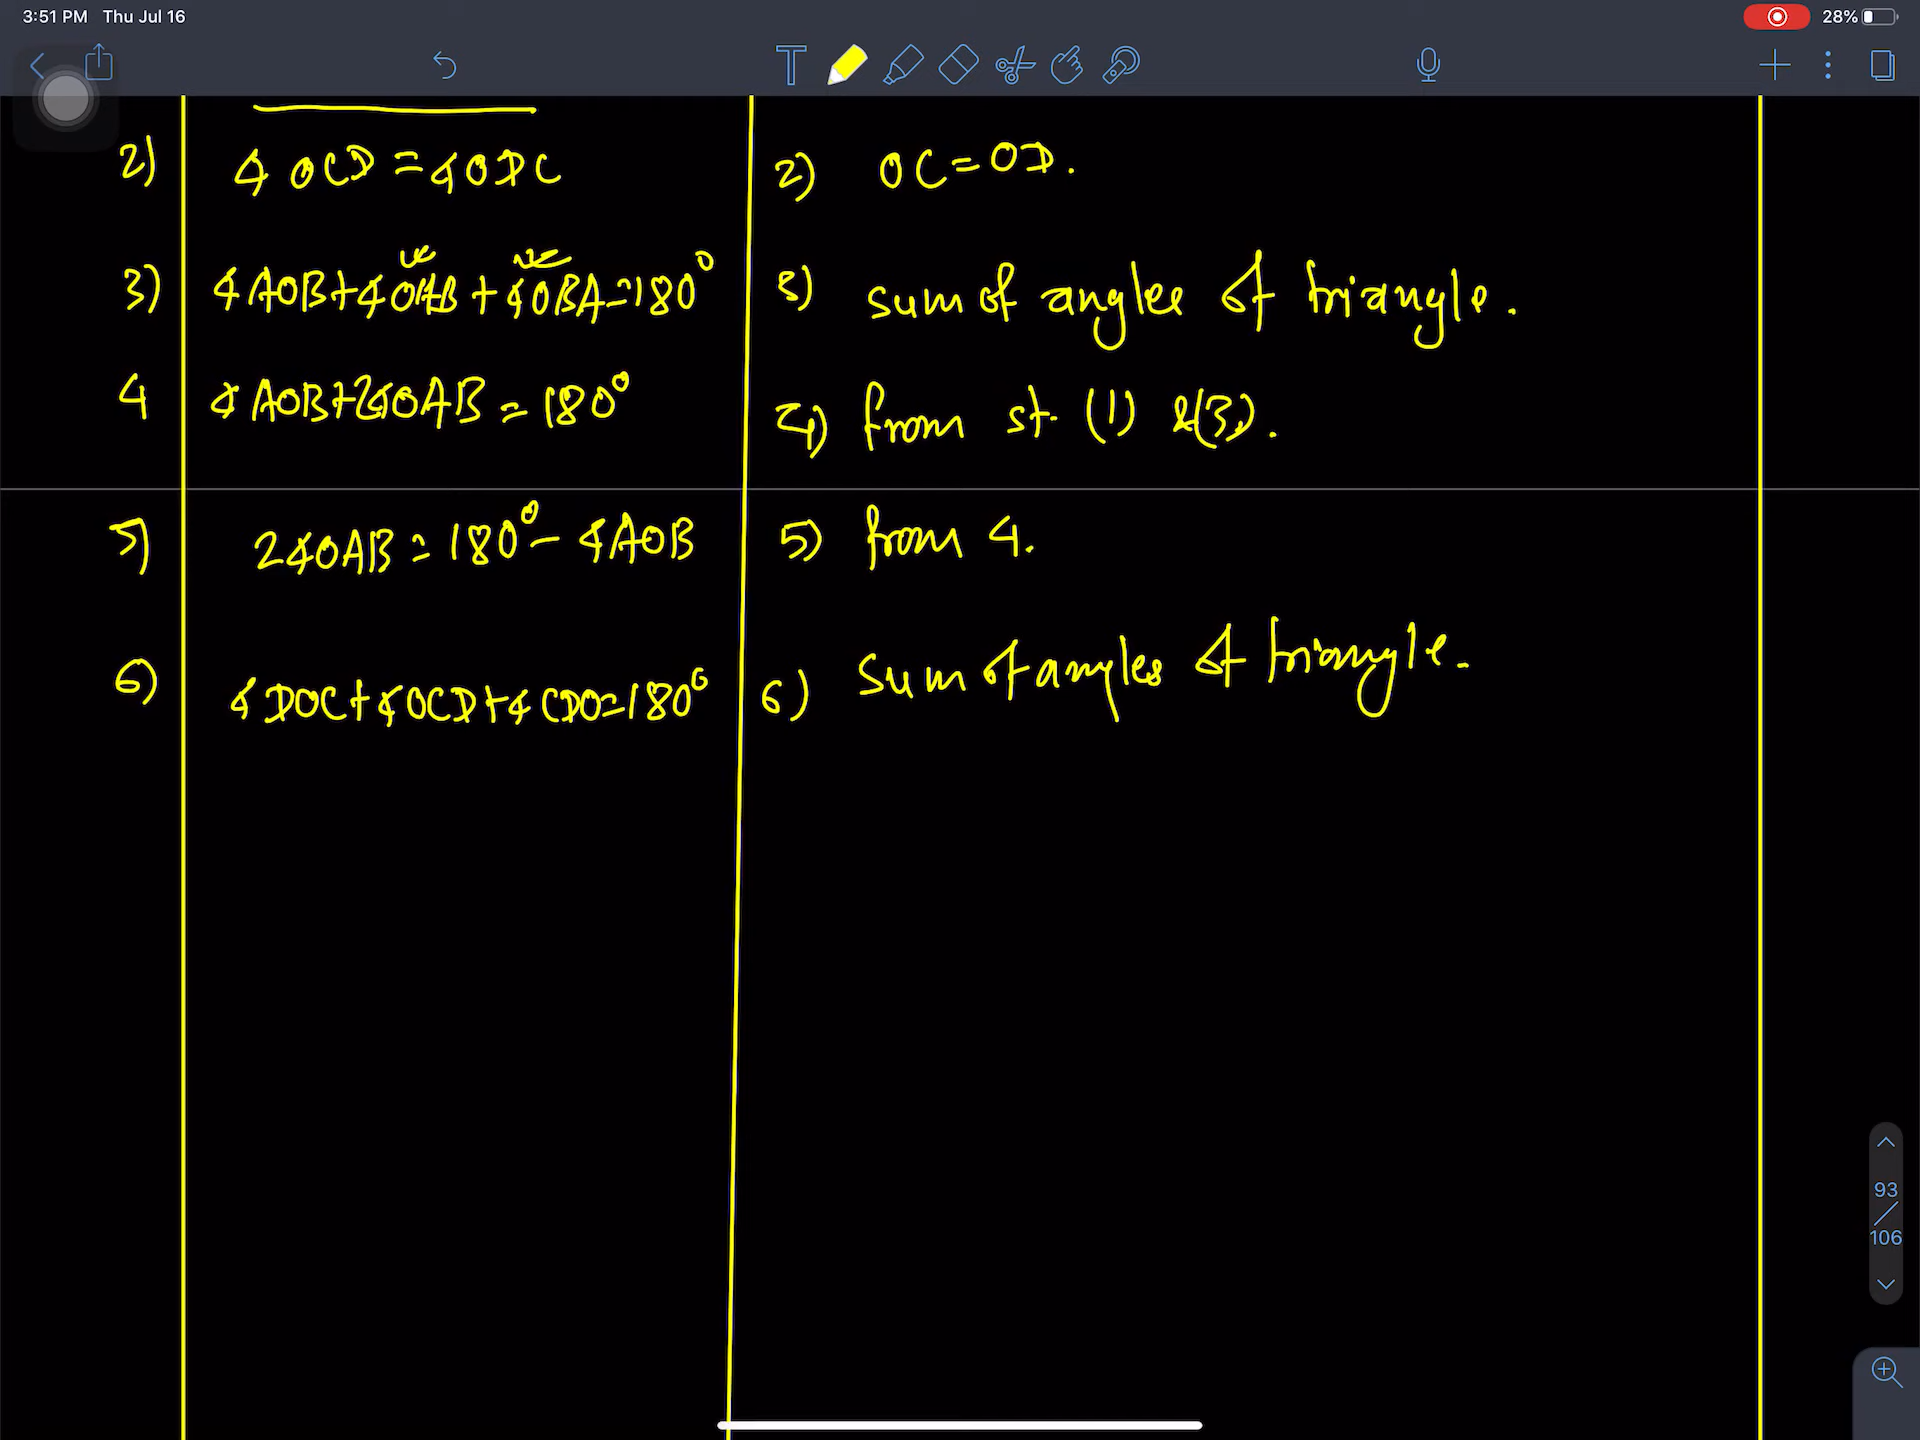 3:51 PM Thu Jul 16
28%
2) ∡OCD = ∡ODC 2) OC = OD.
3) ∡AOB + ∡OAB + ∡OBA = 180° 3) sum of angles of triangle.
4 ∡AOB + 2∡OAB = 180° 4) from st. (1) & (3).
5) 2∡OAB = 180° - ∡AOB 5) from 4.
6) ∡DOC + ∡OCD + ∡CDO = 180° 6) Sum of angles of triangle.
93
106